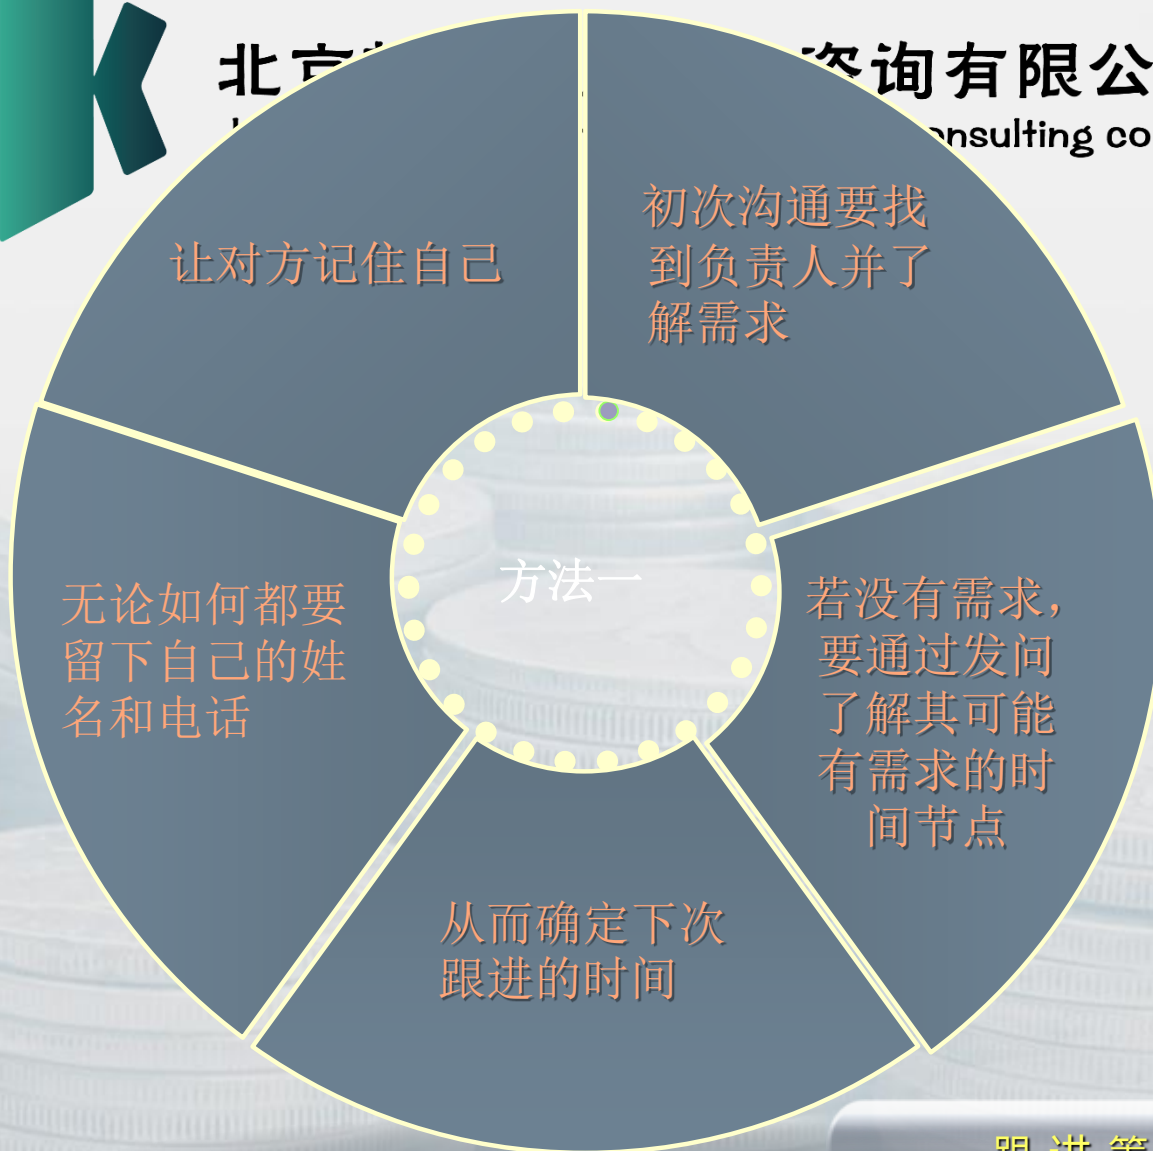 北京
咨询有限公
onsulting co
初次沟通要找
到负责人并了
解需求
若没有需求，
要通过发问
了解其可能
有需求的时
间节点
从而确定下次
跟进的时间
无论如何都要
留下自己的姓
名和电话
让对方记住自己
方法一
跟进策